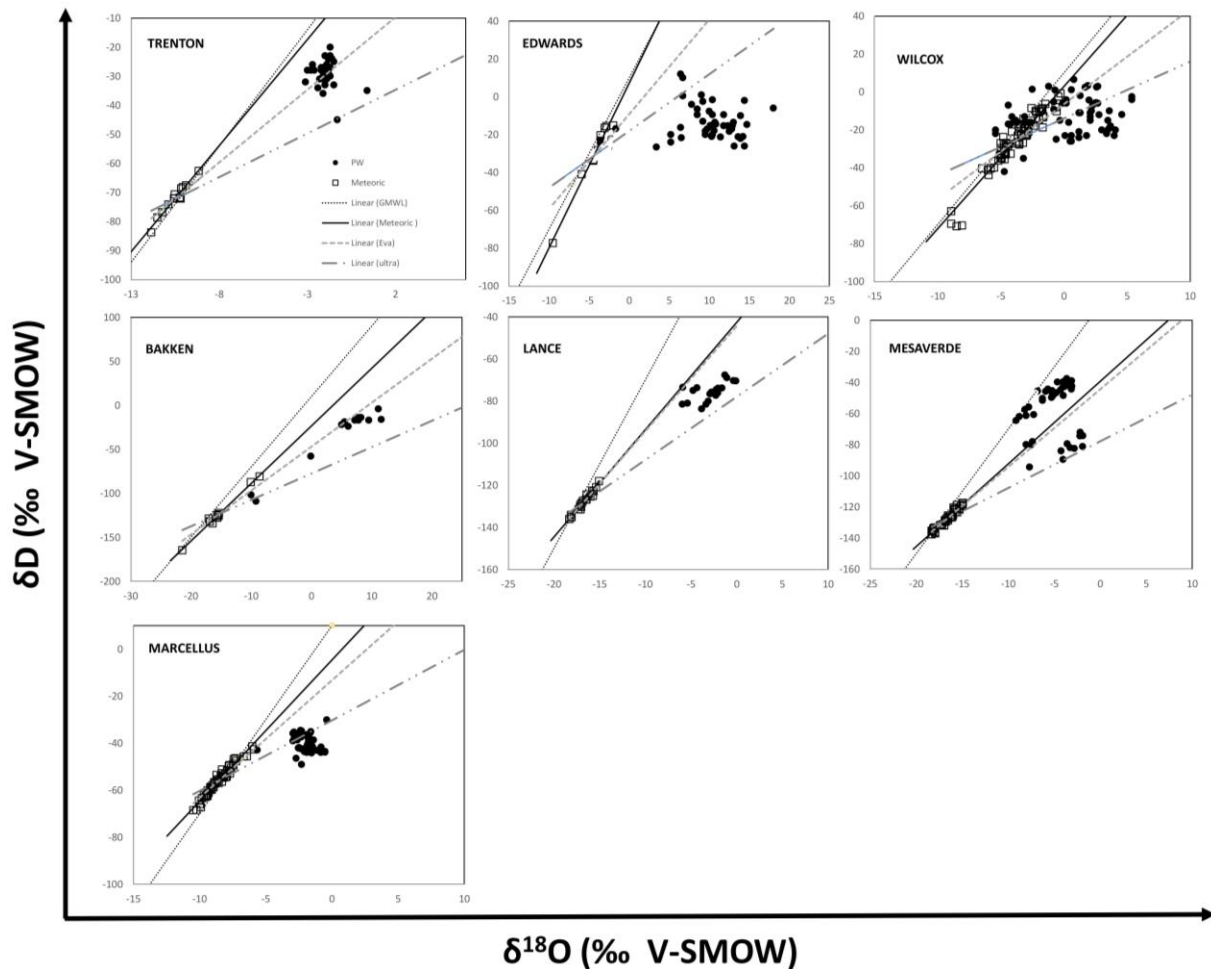 TRENTON
-10
-20
-30
-40
-50
-60
-70
-80
-90
-100
-13 -8 -3 2
PW
Meteoric
Linear (GMWL)
Linear (Meteoric )
Linear (Eva)
Linear (ultra)
EDWARDS
40
20
0
-20
-40
-60
-80
-100
-15 -10 -5 0 5 10 15 20 25
WILCOX
40
20
0
-20
-40
-60
-80
-100
-15 -10 -5 0 5 10
BAKKEN
100
50
0
-50
-100
-150
-200
-30 -20 -10 0 10 20
LANCE
-40
-60
-80
-100
-120
-140
-160
-25 -20 -15 -10 -5 0 5 10
MESAVERDE
0
-20
-40
-60
-80
-100
-120
-140
-160
-25 -20 -15 -10 -5 0 5 10
MARCELLUS
0
-20
-40
-60
-80
-100
-15 -10 -5 0 5 10
δD (‰ V-SMOW)
δ18O (‰ V-SMOW)